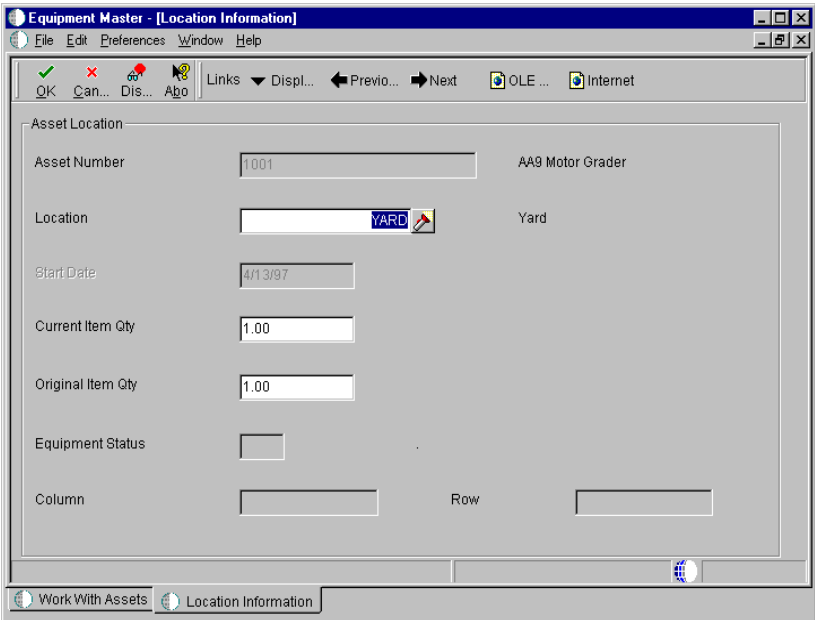 Equipment Master - [Location Information]
File Edit Preferences Window Help
OK Can... Dis... Abo Links Displ... Previo... Next OLE ... Internet
Asset Location
Asset Number 1001 AA9 Motor Grader
Location YARD Yard
Start Date 4/13/97
Current Item Qty 1.00
Original Item Qty 1.00
Equipment Status .
Column Row
Work With Assets Location Information